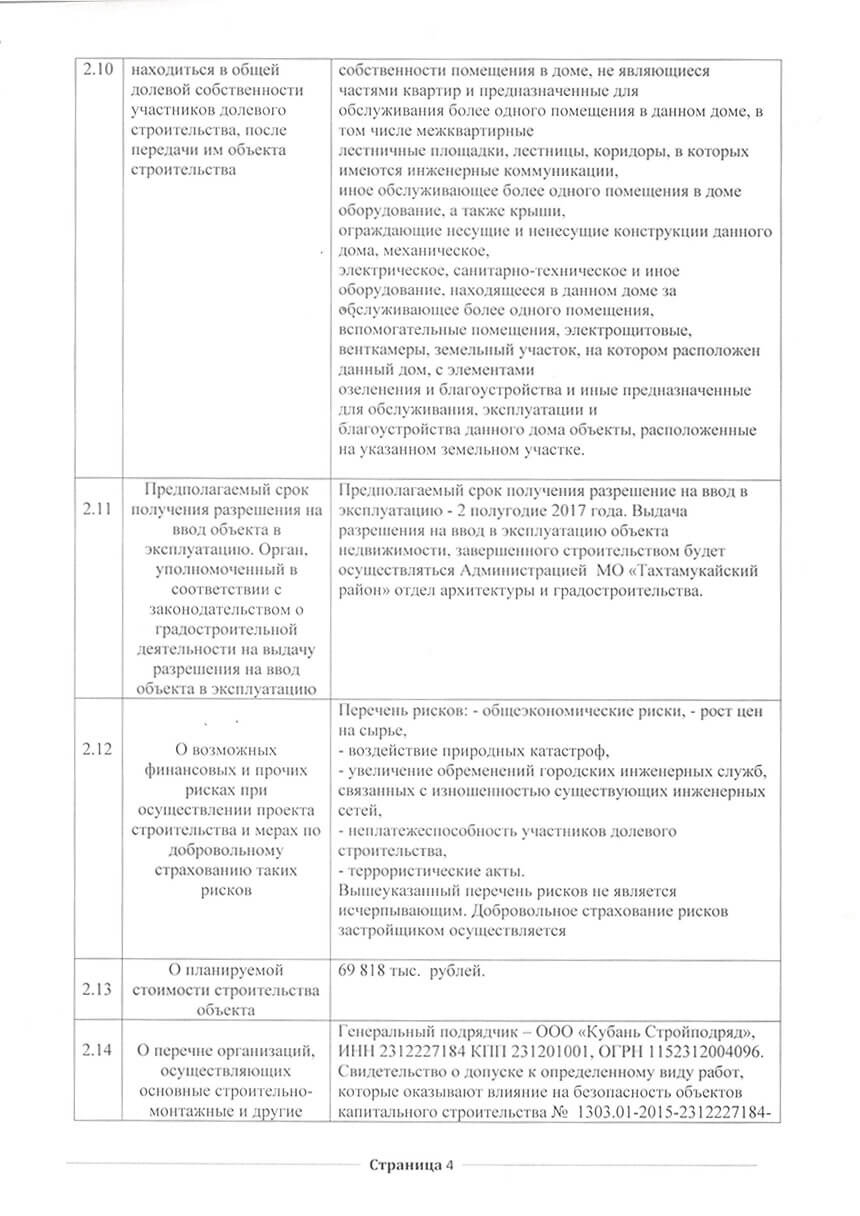 2.10
находиться в общей
долевой собственности
участников долевого
строительства, после
передачи им объекта
строительства
собственности помещения в доме, не являющиеся
частями квартир и предназначенные для
обслуживания более одного помещения в данном доме, в
том числе межквартирные
лестничные площадки, лестницы, коридоры, в которых
имеются инженерные коммуникации,
иное обслуживающее более одного помещения в доме
оборудование, а также крыши,
ограждающие несущие и ненесущие конструкции данного
дома, механическое,
электрическое, санитарно-техническое и иное
оборудование, находящееся в данном доме за
обслуживающее более одного помещения,
вспомогательные помещения, электрощитовые,
венткамеры, земельный участок, на котором расположен
данный дом, с элементами
озеленения и благоустройства и иные предназначенные
для обслуживания, эксплуатации и
благоустройства данного дома объекты, расположенные
на указанном земельном участке.
2.11
Предполагаемый срок
получения разрешения на
ввод объекта в
эксплуатацию. Орган,
уполномоченный в
соответствии с
законодательством о
градостроительной
деятельности на выдачу
разрешения на ввод
объекта в эксплуатацию
Предполагаемый срок получения разрешение на ввод в
эксплуатацию - 2 полугодие 2017 года. Выдача
разрешения на ввод в эксплуатацию объекта
недвижимости, завершенного строительством будет
осуществляться Администрацией МО «Тахтамукайский
район» отдел архитектуры и градостроительства.
2.12
О возможных
финансовых и прочих
рисках при
осуществлении проекта
строительства и мерах по
добровольному
страхованию таких
рисков
Перечень рисков: - общеэкономические риски, - рост цен
на сырье,
- воздействие природных катастроф,
- увеличение обременений городских инженерных служб,
связанных с изношенностью существующих инженерных
сетей,
- неплатежеспособность участников долевого
строительства,
- террористические акты.
Вышеуказанный перечень рисков не является
исчерпывающим. Добровольное страхование рисков
застройщиком осуществляется
2.13
О планируемой
стоимости строительства
объекта
69 818 тыс. рублей.
2.14
О перечне организаций,
осуществляющих
основные строительно-
монтажные и другие
Генеральный подрядчик – ООО «Кубань Стройподряд»,
ИНН 2312227184 КПП 231201001, ОГРН 1152312004096.
Свидетельство о допуске к определенному виду работ,
которые оказывают влияние на безопасность объектов
капитального строительства № 1303.01-2015-2312227184-
Страница 4